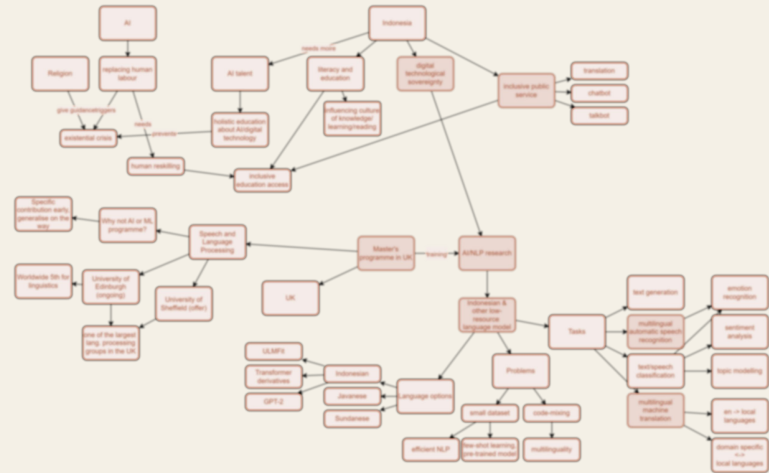 AI
Indonesia
needs more
Religion
replacing human
labour
AI talent
literacy and
education
digital
technological
sovereignty
inclusive public
service
translation
chatbot
talkbot
give guidance
triggers
needs
prevents
existential crisis
holistic education
about AI/digital
technology
influencing culture
of knowledge/
learning/reading
human reskilling
inclusive
education access
Specific
contribution early,
generalise on the
way
Why not AI or ML
programme?
Speech and
Language
Processing
Master's
programme in UK
training
AI/NLP research
Worldwide 5th for
linguistics
University of
Edinburgh
(ongoing)
University of
Sheffield (offer)
UK
one of the largest
lang. processing
groups in the UK
Indonesian &
other low-
resource
language model
Tasks
text generation
multilingual
automatic speech
recognition
text/speech
classification
multilingual
machine
translation
emotion
recognition
sentiment
analysis
topic modelling
en -> local
languages
domain specific
local languages
ULMFit
Transformer
derivatives
GPT-2
Indonesian
Javanese
Sundanese
Language options
Problems
small dataset
code-mixing
efficient NLP
few-shot learning,
pre-trained model
multilinguality